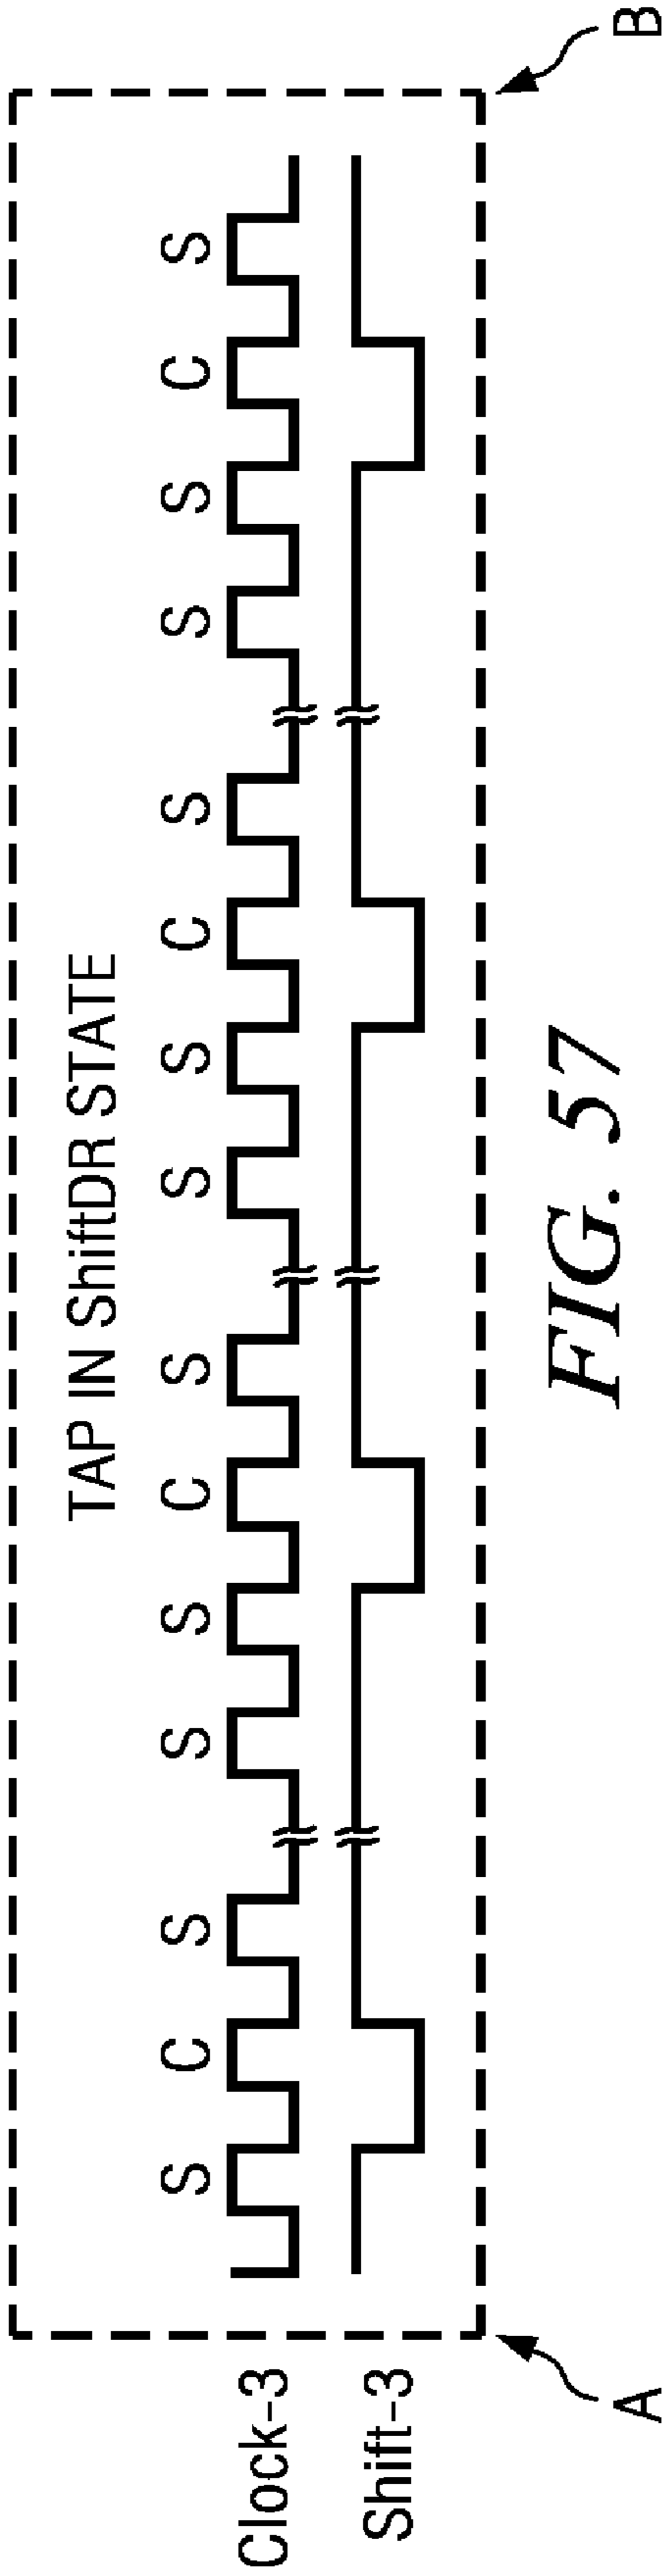 TAP IN ShiftDR STATE
S C S S S C S S S C S S S C S
Clock-3
Shift-3
A
B
FIG. 57